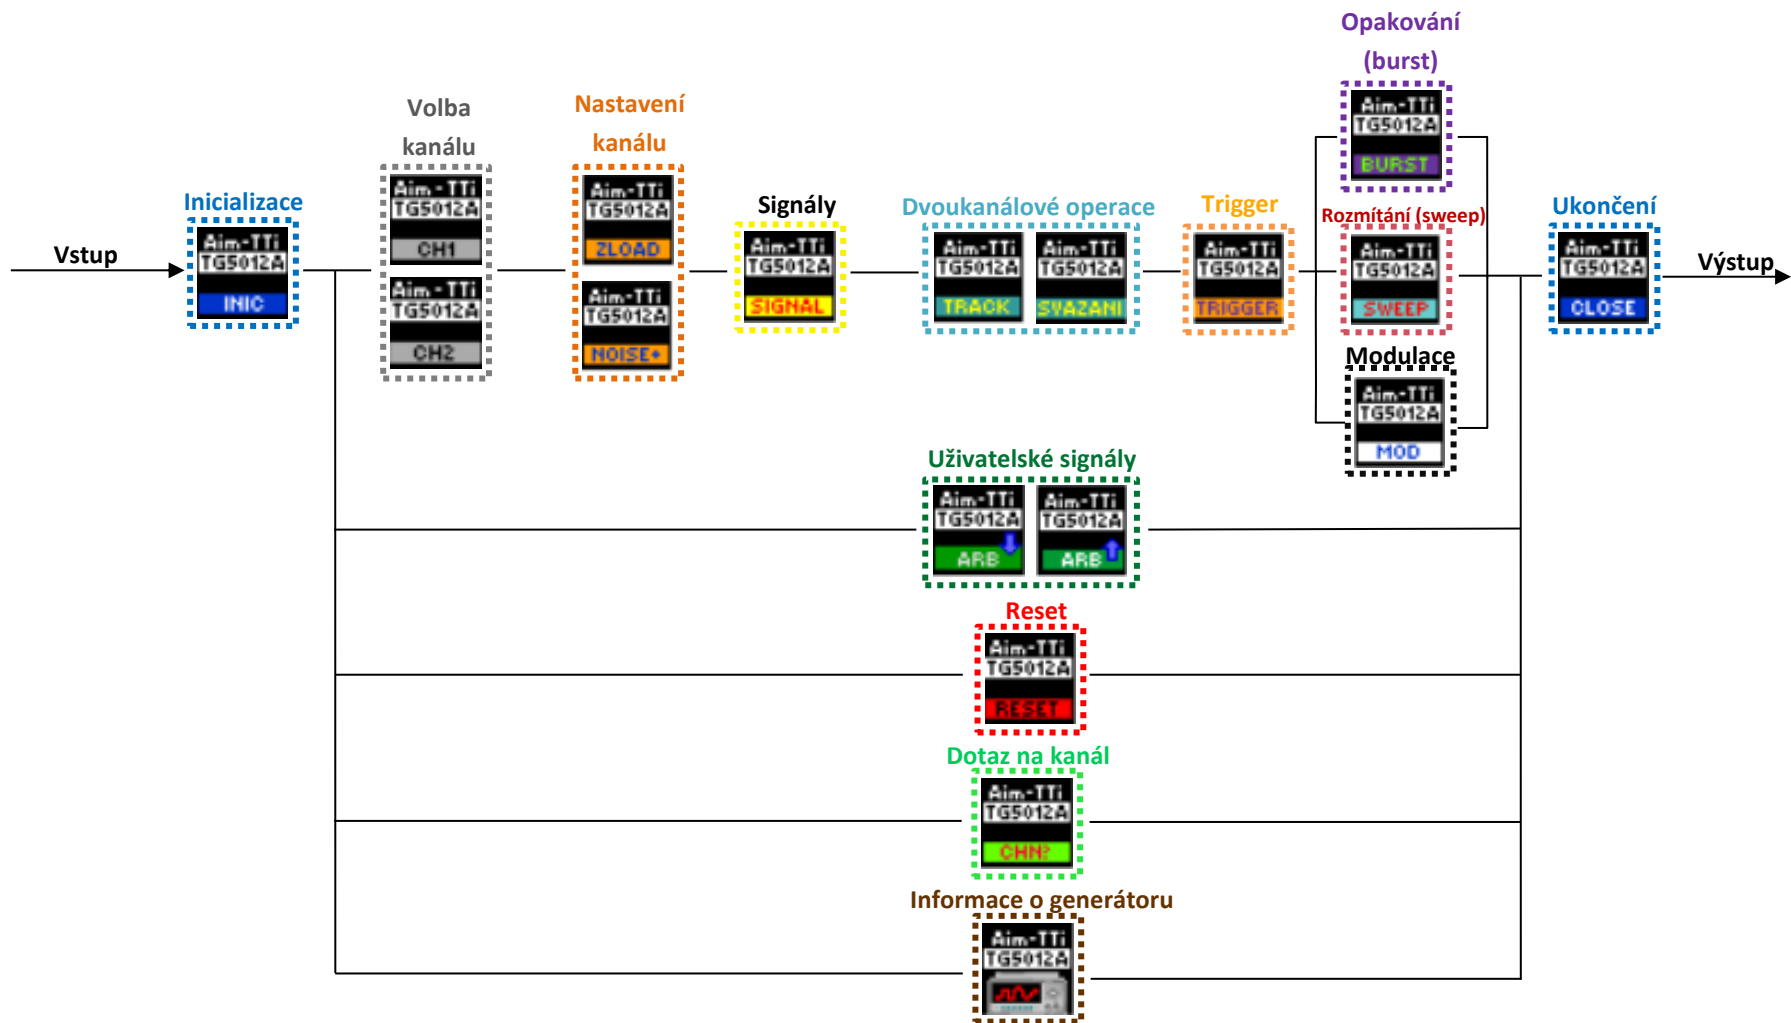 Opakování
(burst)
Aim-TTi
TG5012A
BURST
Volba
kanálu
Aim-TTi
TG5012A
CH1
Aim-TTi
TG5012A
CH2
Nastavení
kanálu
Aim-TTi
TG5012A
ZLOAD
Aim-TTi
TG5012A
NOISE+
Vstup
Inicializace
Aim-TTi
TG5012A
INIC
Signály
Aim-TTi
TG5012A
SIGNAL
Dvoukanálové operace
Aim-TTi
TG5012A
TRACK
Aim-TTi
TG5012A
SVAZANI
Trigger
Aim-TTi
TG5012A
TRIGGER
Rozmítání (sweep)
Aim-TTi
TG5012A
SWEEP
Ukončení
Aim-TTi
TG5012A
CLOSE
Výstup
Modulace
Aim-TTi
TG5012A
MOD
Uživatelské signály
Aim-TTi
TG5012A
ARB
Aim-TTi
TG5012A
ARB
Reset
Aim-TTi
TG5012A
RESET
Dotaz na kanál
Aim-TTi
TG5012A
CHN?
Informace o generátoru
Aim-TTi
TG5012A